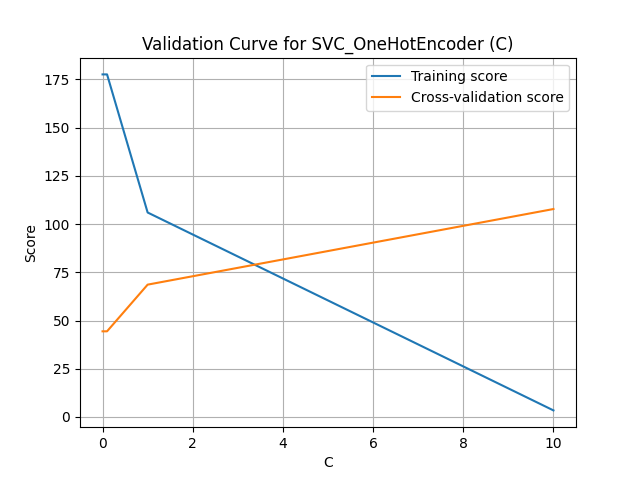 Validation Curve for SVC_OneHotEncoder (C)
Training score
Cross-validation score
175
150
125
100
75
50
25
0
Score
0 2 4 6 8 10
C